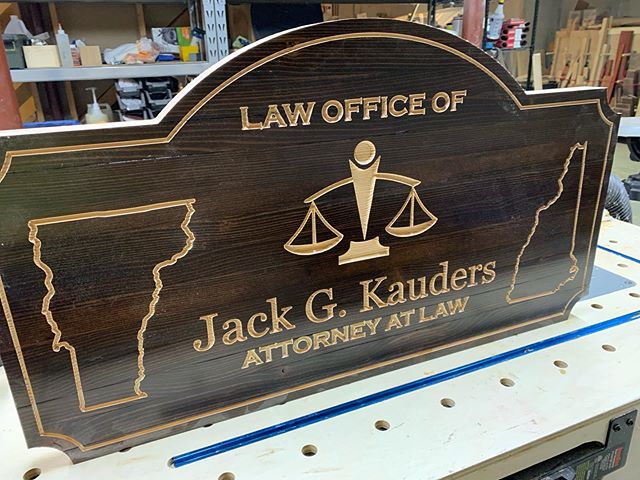 LAW OFFICE OF
Jack G. Kauders
ATTORNEY AT LAW